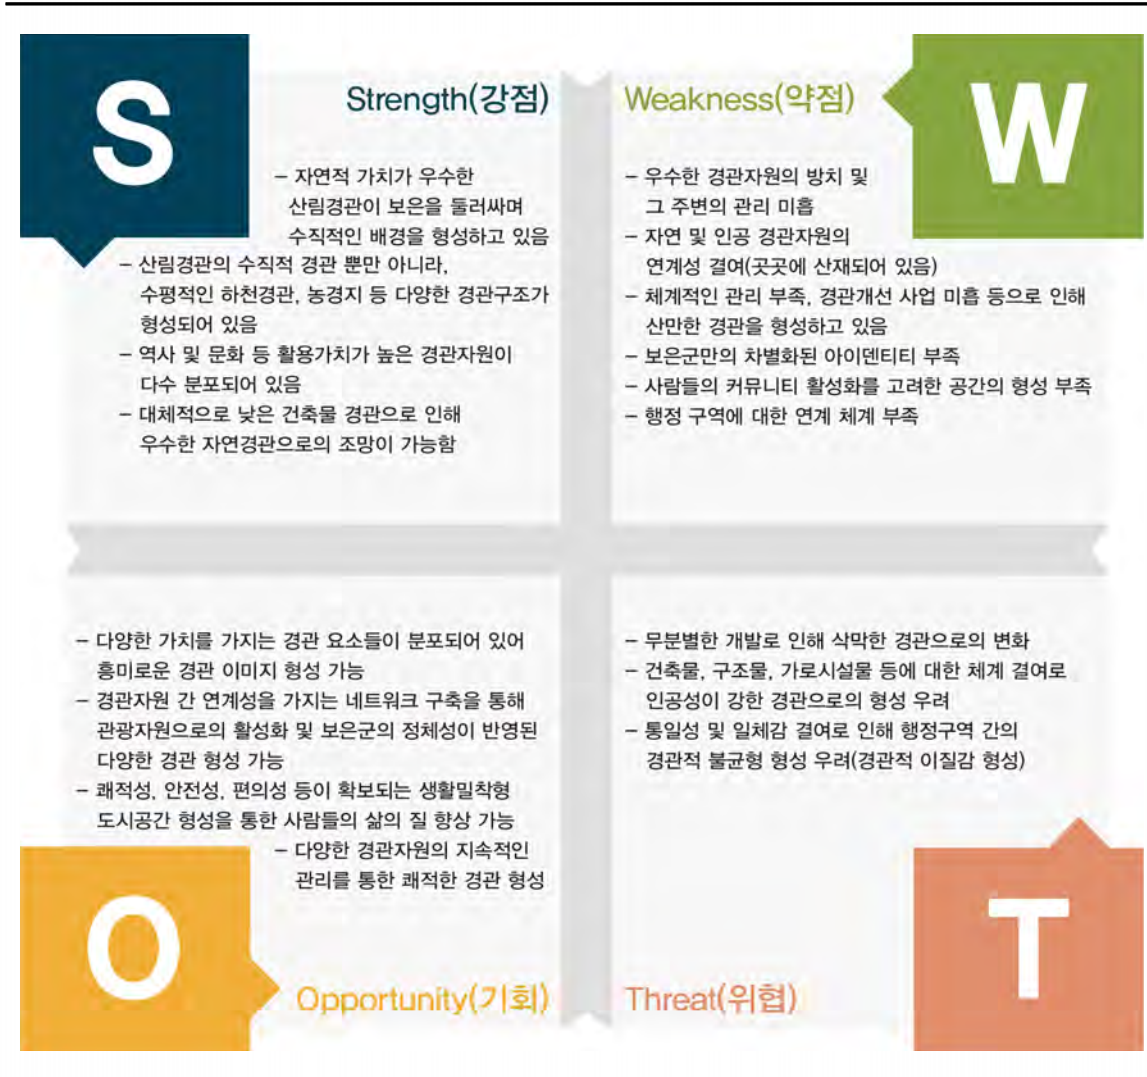 S
Strength(강점)
– 자연적 가치가 우수한
산림경관이 보은을 둘러싸며
수직적인 배경을 형성하고 있음
– 산림경관의 수직적 경관 뿐만 아니라,
수평적인 하천경관, 농경지 등 다양한 경관구조가
형성되어 있음
– 역사 및 문화 등 활용가치가 높은 경관자원이
다수 분포되어 있음
– 대체적으로 낮은 건축물 경관으로 인해
우수한 자연경관으로의 조망이 가능함
Weakness(약점)
W
– 우수한 경관자원의 방치 및
그 주변의 관리 미흡
– 자연 및 인공 경관자원의
연계성 결여(곳곳에 산재되어 있음)
– 체계적인 관리 부족, 경관개선 사업 미흡 등으로 인해
산만한 경관을 형성하고 있음
– 보은군만의 차별화된 아이덴티티 부족
– 사람들의 커뮤니티 활성화를 고려한 공간의 형성 부족
– 행정 구역에 대한 연계 체계 부족
– 다양한 가치를 가지는 경관 요소들이 분포되어 있어
흥미로운 경관 이미지 형성 가능
– 경관자원 간 연계성을 가지는 네트워크 구축을 통해
관광자원으로의 활성화 및 보은군의 정체성이 반영된
다양한 경관 형성 가능
– 쾌적성, 안전성, 편의성 등이 확보되는 생활밀착형
도시공간 형성을 통한 사람들의 삶의 질 향상 가능
– 다양한 경관자원의 지속적인
관리를 통한 쾌적한 경관 형성
O
Opportunity(기회)
– 무분별한 개발로 인해 삭막한 경관으로의 변화
– 건축물, 구조물, 가로시설물 등에 대한 체계 결여로
인공성이 강한 경관으로의 형성 우려
– 통일성 및 일체감 결여로 인해 행정구역 간의
경관적 불균형 형성 우려(경관적 이질감 형성)
Threat(위협)
T